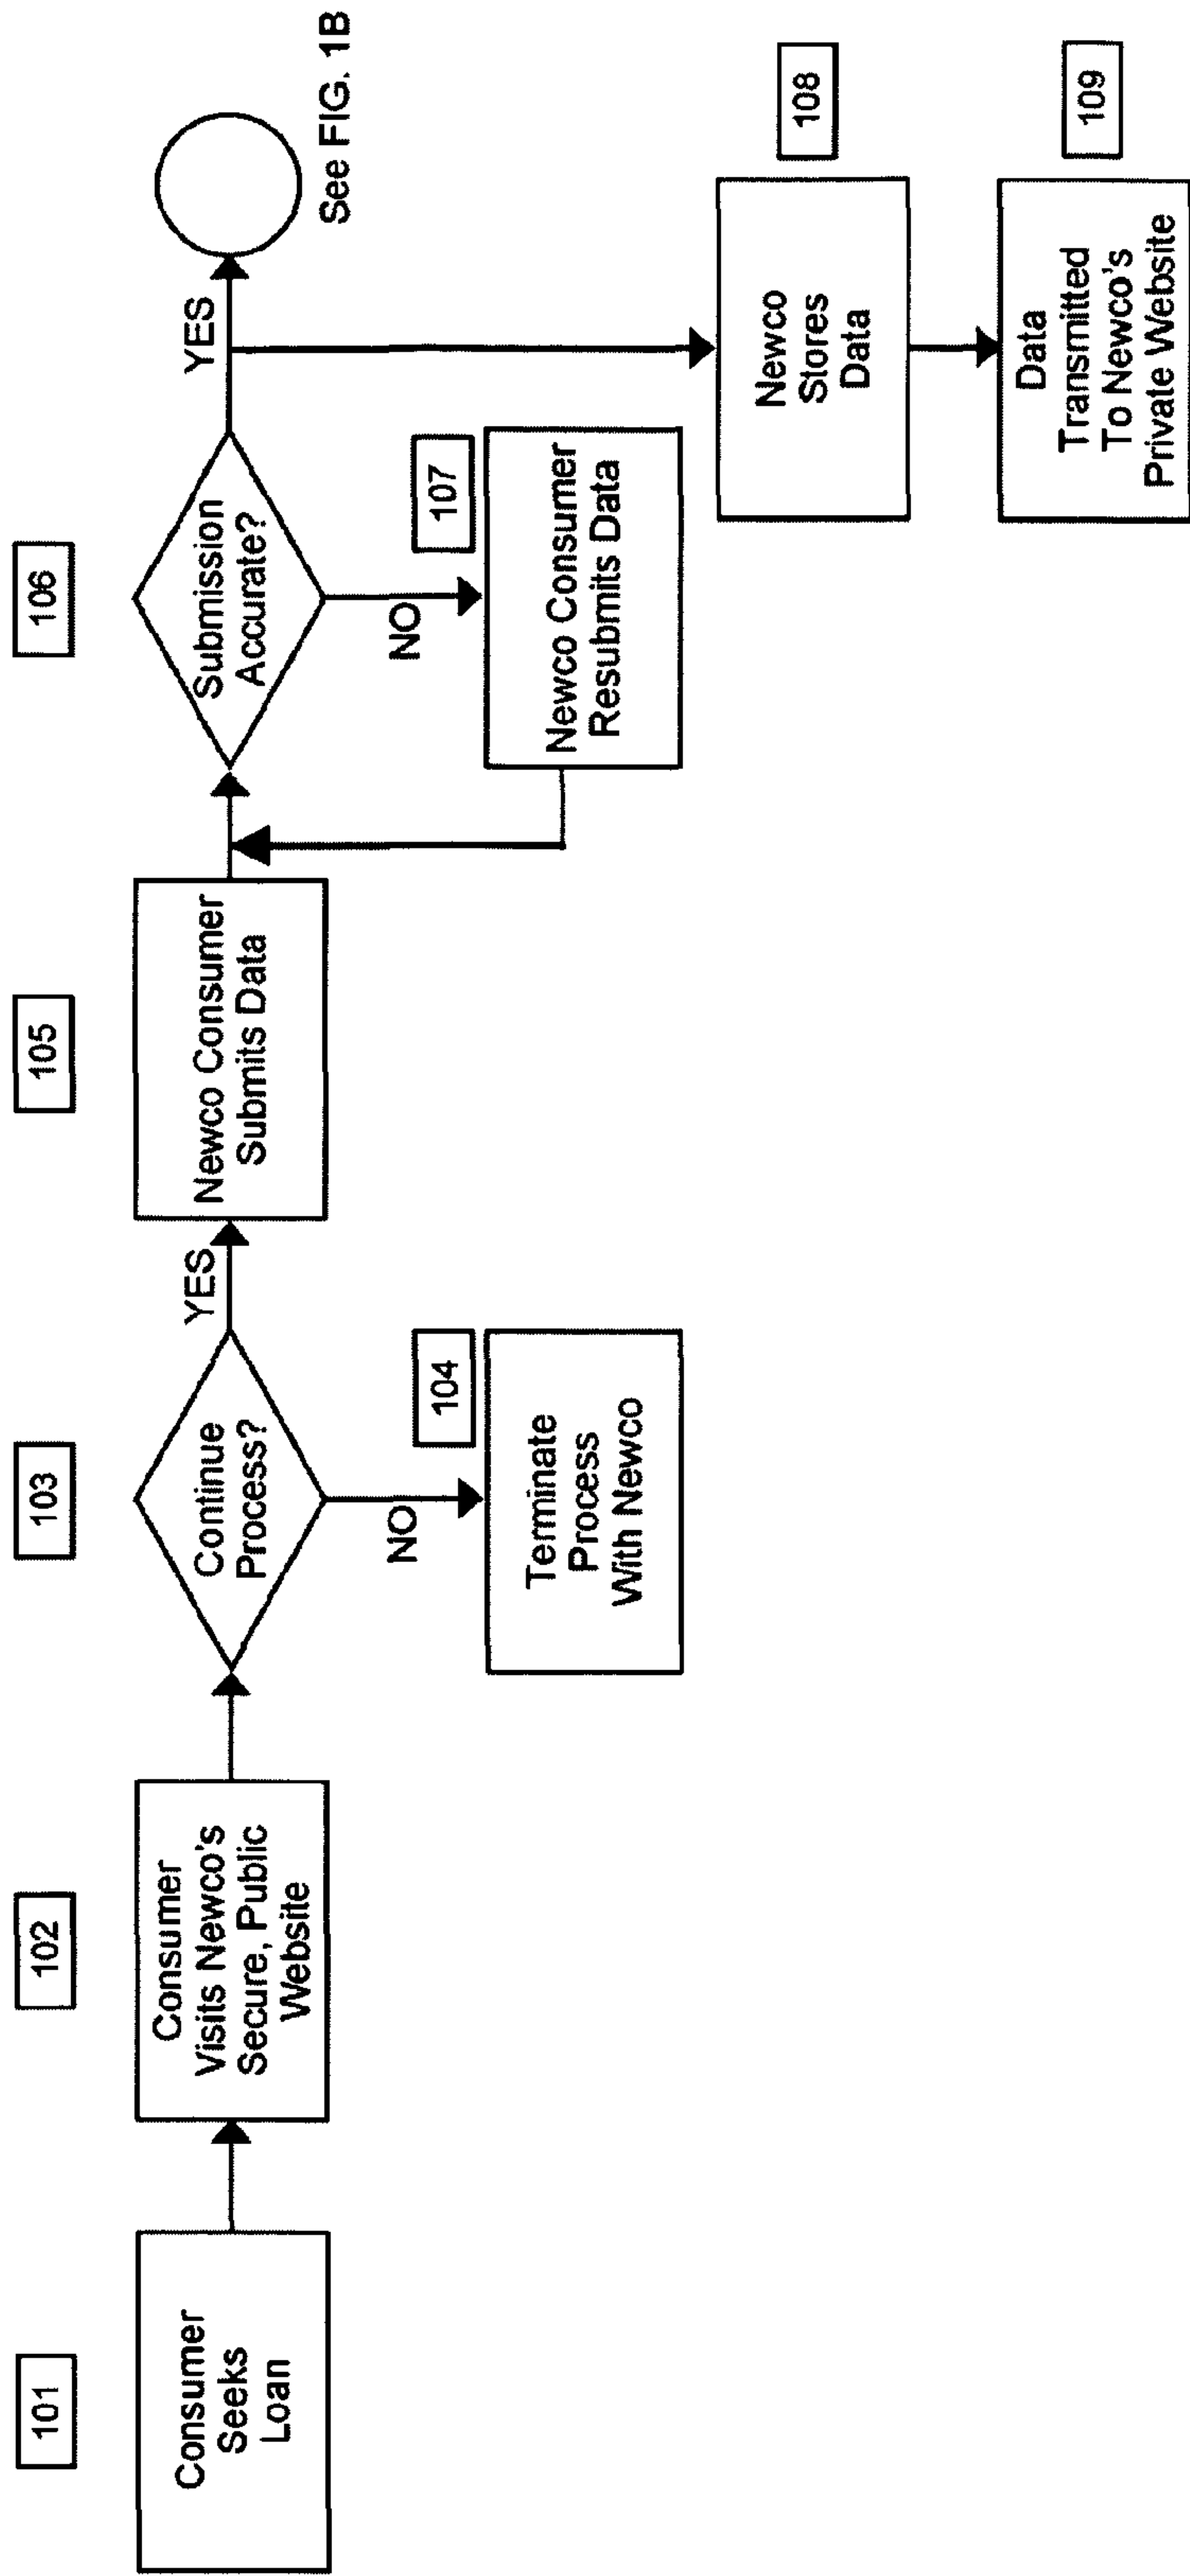 101
Consumer
Seeks
Loan
102
Consumer
Visits Newco's
Secure, Public
Website
103
Continue
Process?
YES
NO
104
Terminate
Process
With Newco
105
Newco Consumer
Submits Data
106
Submission
Accurate?
YES
NO
107
Newco Consumer
Resubmits Data
See FIG. 1B
108
Newco
Stores
Data
109
Data
Transmitted
To Newco's
Private Website